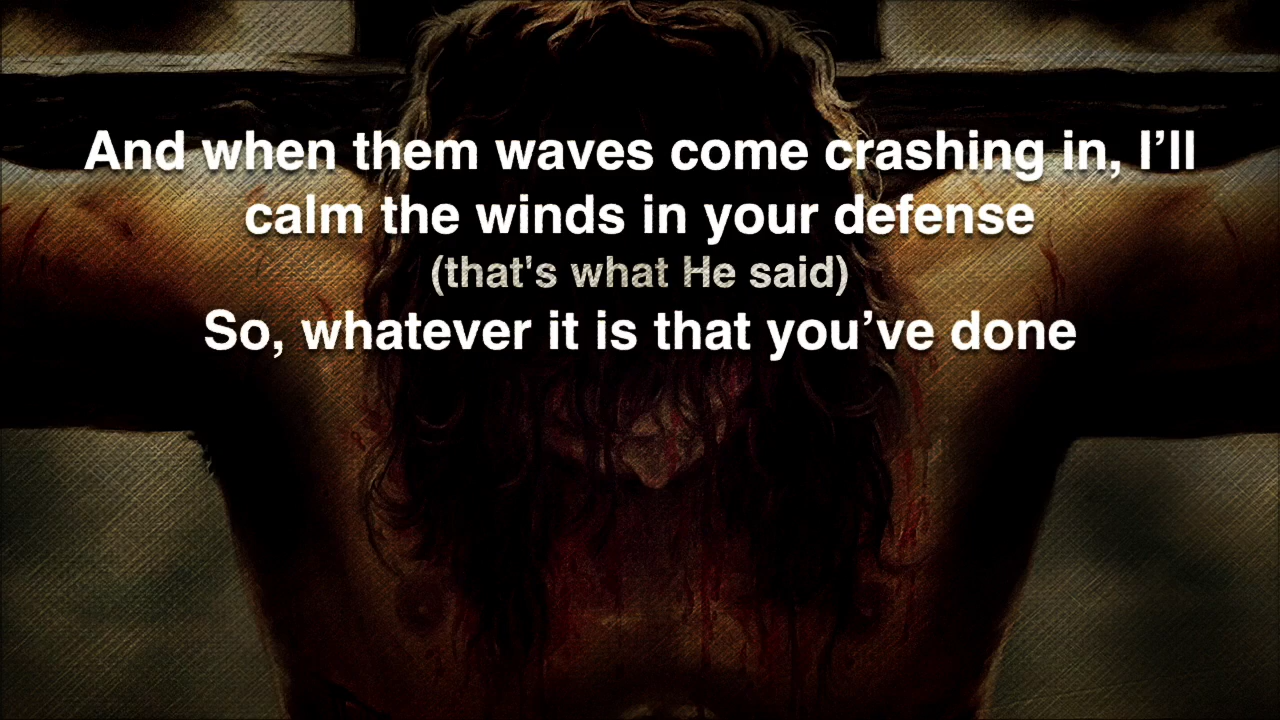 And when them waves come crashing in, I’ll
calm the winds in your defense
(that's what He said)
So, whatever it is that you’ve done